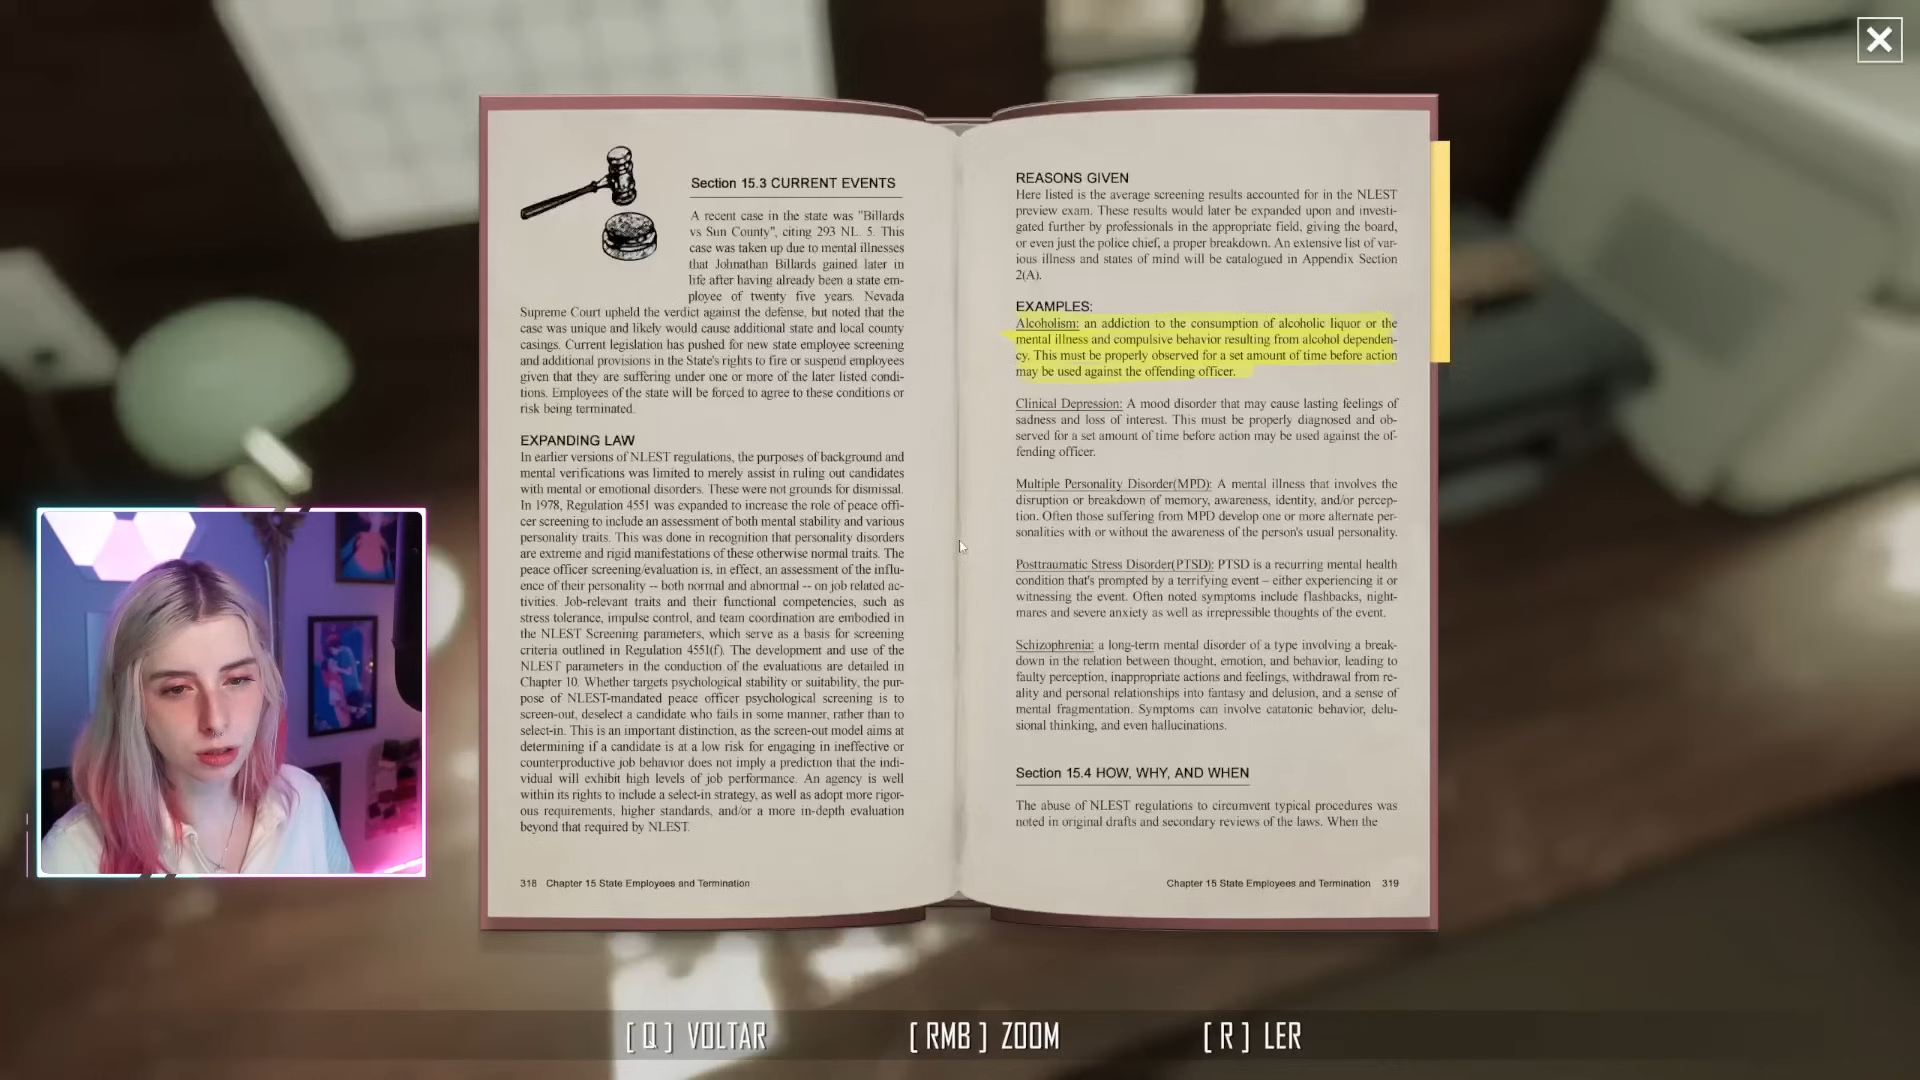 Section 15.3 CURRENT EVENTS
A recent case in the state was "Billards
vs Sun County", citing 293 NL. 5. This
case was taken up due to mental illnesses
that Johnathan Billards gained later in
life after having already been a state em-
ployee of twenty five years. Nevada
Supreme Court upheld the verdict against the defense, but noted that the
case was unique and likely would cause additional state and local county
casings. Current legislation has pushed for new state employee screening
and additional provisions in the State's rights to fire or suspend employees
given that they are suffering under one or more of the later listed condi-
tions. Employees of the state will be forced to agree to these conditions or
risk being terminated.
EXPANDING LAW
In earlier versions of NLEST regulations, the purposes of background and
mental verifications was limited to merely assist in ruling out candidates
with mental or emotional disorders. These were not grounds for dismissal.
In 1978, Regulation 4551 was expanded to increase the role of peace offi-
cer screening to include an assessment of both mental stability and various
personality traits. This was done in recognition that personality disorders
are extreme and rigid manifestations of these otherwise normal traits. The
peace officer screening/evaluation is, in effect, an assessment of the influ-
ence of their personality -- both normal and abnormal -- on job related ac-
tivities. Job-relevant traits and their functional competencies, such as
stress tolerance, impulse control, and team coordination are embodied in
the NLEST Screening parameters, which serve as a basis for screening
criteria outlined in Regulation 4551(f). The development and use of the
NLEST parameters in the conduction of the evaluations are detailed in
Chapter 10. Whether targets psychological stability or suitability, the pur-
pose of NLEST-mandated peace officer psychological screening is to
screen-out, deselect a candidate who fails in some manner, rather than to
select-in. This is an important distinction, as the screen-out model aims at
determining if a candidate is at a low risk for engaging in ineffective or
counterproductive job behavior does not imply a prediction that the indi-
vidual will exhibit high levels of job performance. An agency is well
within its rights to include a select-in strategy, as well as adopt more rigor-
ous requirements, higher standards, and/or a more in-depth evaluation
beyond that required by NLEST.
318 Chapter 15 State Employees and Termination
REASONS GIVEN
Here listed is the average screening results accounted for in the NLEST
preview exam. These results would later be expanded upon and investi-
gated further by professionals in the appropriate field, giving the board,
or even just the police chief, a proper breakdown. An extensive list of var-
ious illness and states of mind will be catalogued in Appendix Section
2(A).
EXAMPLES:
Alcoholism: an addiction to the consumption of alcoholic liquor or the
mental illness and compulsive behavior resulting from alcohol dependen-
cy. This must be properly observed for a set amount of time before action
may be used against the offending officer.
Clinical Depression: A mood disorder that may cause lasting feelings of
sadness and loss of interest. This must be properly diagnosed and ob-
served for a set amount of time before action may be used against the of-
fending officer.
Multiple Personality Disorder(MPD): A mental illness that involves the
disruption or breakdown of memory, awareness, identity, and/or percep-
tion. Often those suffering from MPD develop one or more alternate per-
sonalities with or without the awareness of the person's usual personality.
Posttraumatic Stress Disorder(PTSD): PTSD is a recurring mental health
condition that's prompted by a terrifying event – either experiencing it or
witnessing the event. Often noted symptoms include flashbacks, night-
mares and severe anxiety as well as irrepressible thoughts of the event.
Schizophrenia: a long-term mental disorder of a type involving a break-
down in the relation between thought, emotion, and behavior, leading to
faulty perception, inappropriate actions and feelings, withdrawal from re-
ality and personal relationships into fantasy and delusion, and a sense of
mental fragmentation. Symptoms can involve catatonic behavior, delu-
sional thinking, and even hallucinations.
Section 15.4 HOW, WHY, AND WHEN
The abuse of NLEST regulations to circumvent typical procedures was
noted in original drafts and secondary reviews of the laws. When the
Chapter 15 State Employees and Termination 319
[ Q ] VOLTAR [ RMB ] ZOOM [ R ] LER